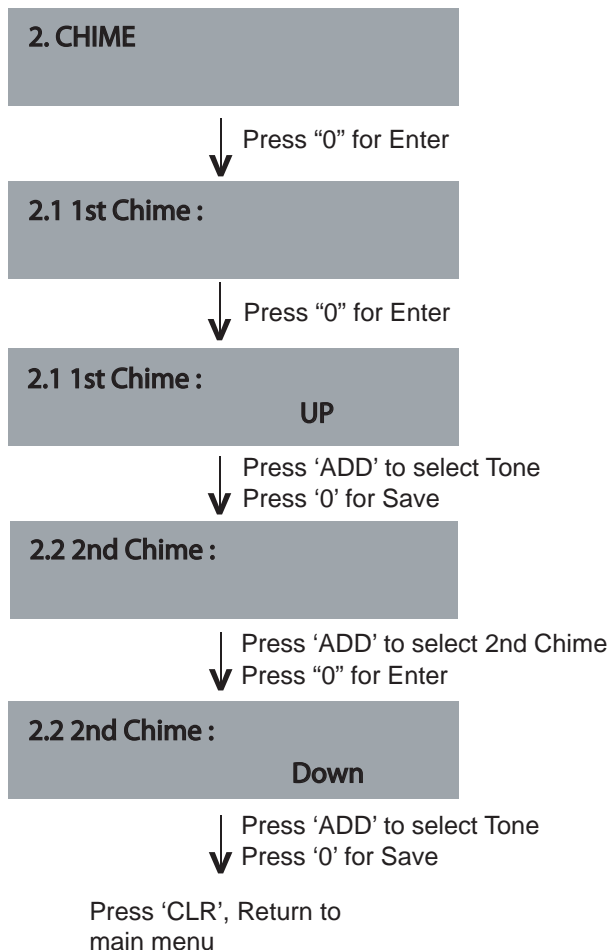 2. CHIME
Press “0” for Enter
2.1 1st Chime :
Press “0” for Enter
2.1 1st Chime :
UP
Press ‘ADD’ to select Tone
Press ‘0’ for Save
2.2 2nd Chime :
Press ‘ADD’ to select 2nd Chime
Press “0” for Enter
2.2 2nd Chime :
Down
Press ‘ADD’ to select Tone
Press ‘0’ for Save
Press ‘CLR’, Return to
main menu